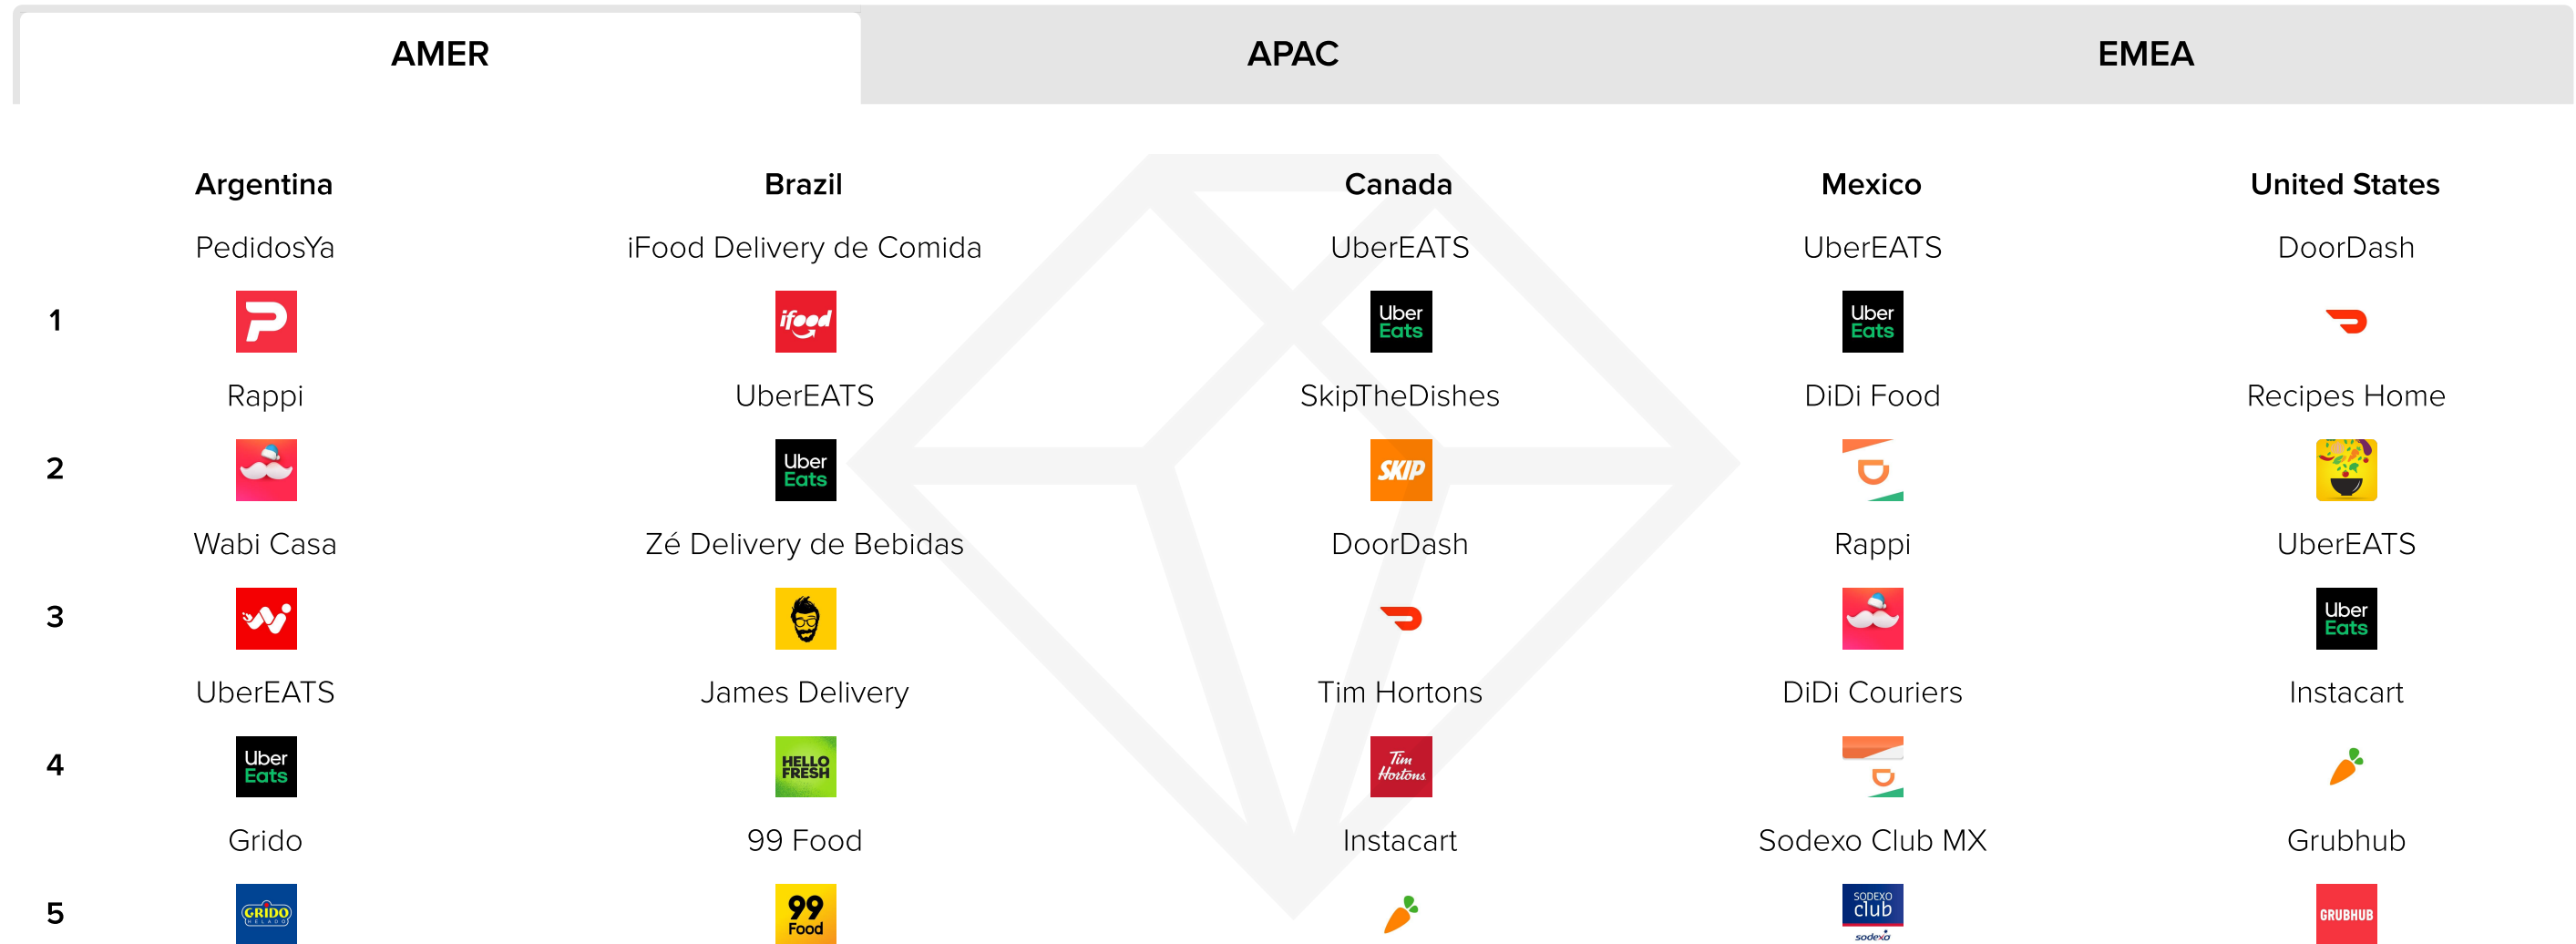 AMER APAC EMEA
Argentina Brazil Canada Mexico United States
PedidosYa iFood Delivery de Comida UberEATS UberEATS DoorDash
1 ifood Uber Eats Uber Eats
Rappi UberEATS SkipTheDishes DiDi Food Recipes Home
2 Uber Eats SKIP
Wabi Casa Zé Delivery de Bebidas DoorDash Rappi UberEATS
3 Uber Eats
UberEATS James Delivery Tim Hortons DiDi Couriers Instacart
4 Uber Eats HELLO FRESH Tim Hortons
Grido 99 Food Instacart Sodexo Club MX Grubhub
5 GRIDO HELADO 99 Food SODEXO club sodexo GRUBHUB